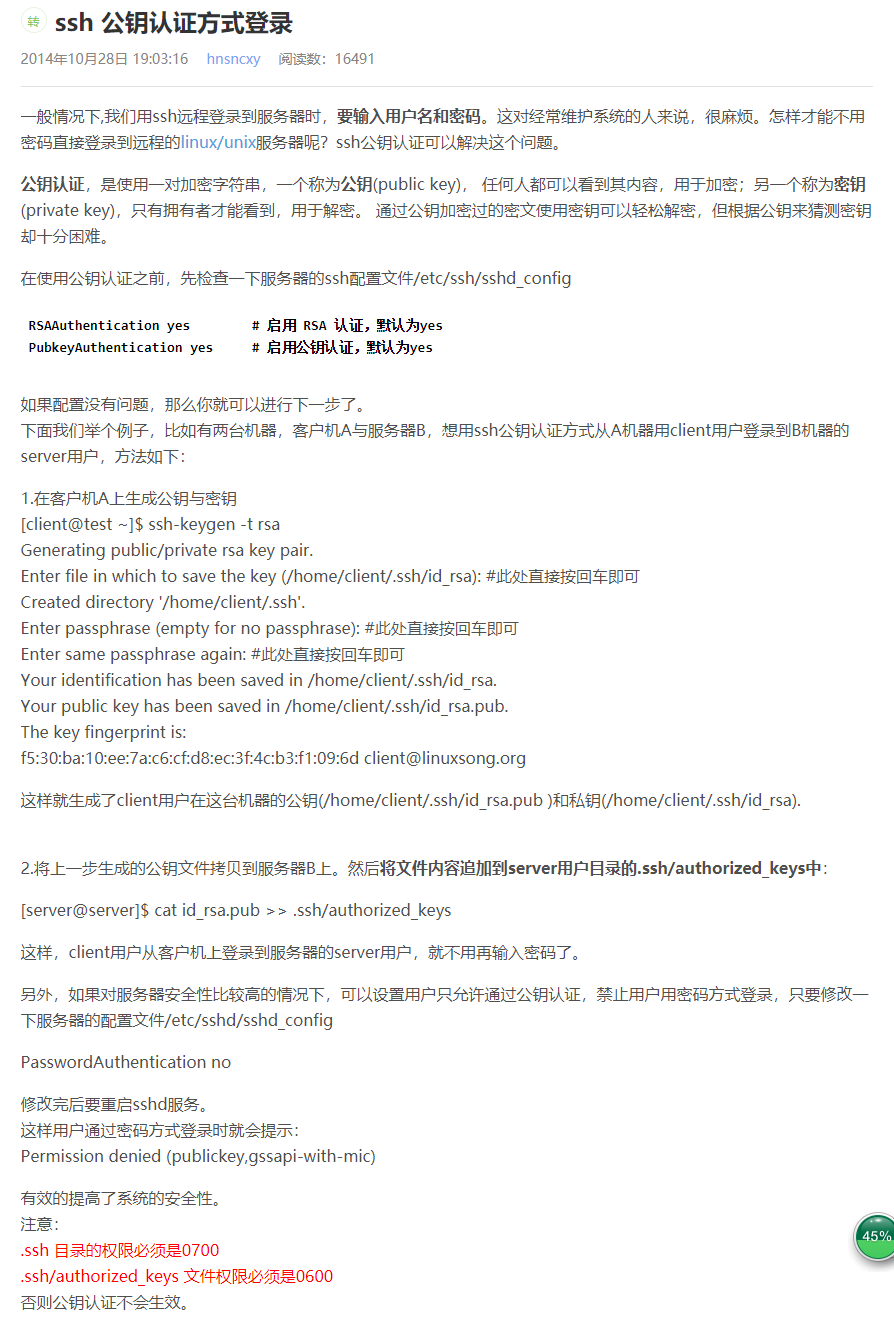 转 ssh 公钥认证方式登录
2014年10月28日 19:03:16 hnsncxy 阅读数：16491
一般情况下,我们用ssh远程登录到服务器时，要输入用户名和密码。这对经常维护系统的人来说，很麻烦。怎样才能不用
密码直接登录到远程的linux/unix服务器呢？ssh公钥认证可以解决这个问题。
公钥认证，是使用一对加密字符串，一个称为公钥(public key)， 任何人都可以看到其内容，用于加密；另一个称为密钥
(private key)，只有拥有者才能看到，用于解密。 通过公钥加密过的密文使用密钥可以轻松解密，但根据公钥来猜测密钥
却十分困难。
在使用公钥认证之前，先检查一下服务器的ssh配置文件/etc/ssh/sshd_config
RSAAuthentication yes # 启用 RSA 认证，默认为yes
PubkeyAuthentication yes # 启用公钥认证，默认为yes
如果配置没有问题，那么你就可以进行下一步了。
下面我们举个例子，比如有两台机器，客户机A与服务器B，想用ssh公钥认证方式从A机器用client用户登录到B机器的
server用户，方法如下：
1.在客户机A上生成公钥与密钥
[client@test ~]$ ssh-keygen -t rsa
Generating public/private rsa key pair.
Enter file in which to save the key (/home/client/.ssh/id_rsa): #此处直接按回车即可
Created directory '/home/client/.ssh'.
Enter passphrase (empty for no passphrase): #此处直接按回车即可
Enter same passphrase again: #此处直接按回车即可
Your identification has been saved in /home/client/.ssh/id_rsa.
Your public key has been saved in /home/client/.ssh/id_rsa.pub.
The key fingerprint is:
f5:30:ba:10:ee:7a:c6:cf:d8:ec:3f:4c:b3:f1:09:6d client@linuxsong.org
这样就生成了client用户在这台机器的公钥(/home/client/.ssh/id_rsa.pub )和私钥(/home/client/.ssh/id_rsa).
2.将上一步生成的公钥文件拷贝到服务器B上。然后将文件内容追加到server用户目录的.ssh/authorized_keys中：
[server@server]$ cat id_rsa.pub >> .ssh/authorized_keys
这样，client用户从客户机上登录到服务器的server用户，就不用再输入密码了。
另外，如果对服务器安全性比较高的情况下，可以设置用户只允许通过公钥认证，禁止用户用密码方式登录，只要修改一
下服务器的配置文件/etc/sshd/sshd_config
PasswordAuthentication no
修改完后要重启sshd服务。
这样用户通过密码方式登录时就会提示：
Permission denied (publickey,gssapi-with-mic)
有效的提高了系统的安全性。
注意：
.ssh 目录的权限必须是0700
45%
.ssh/authorized_keys 文件权限必须是0600
否则公钥认证不会生效。